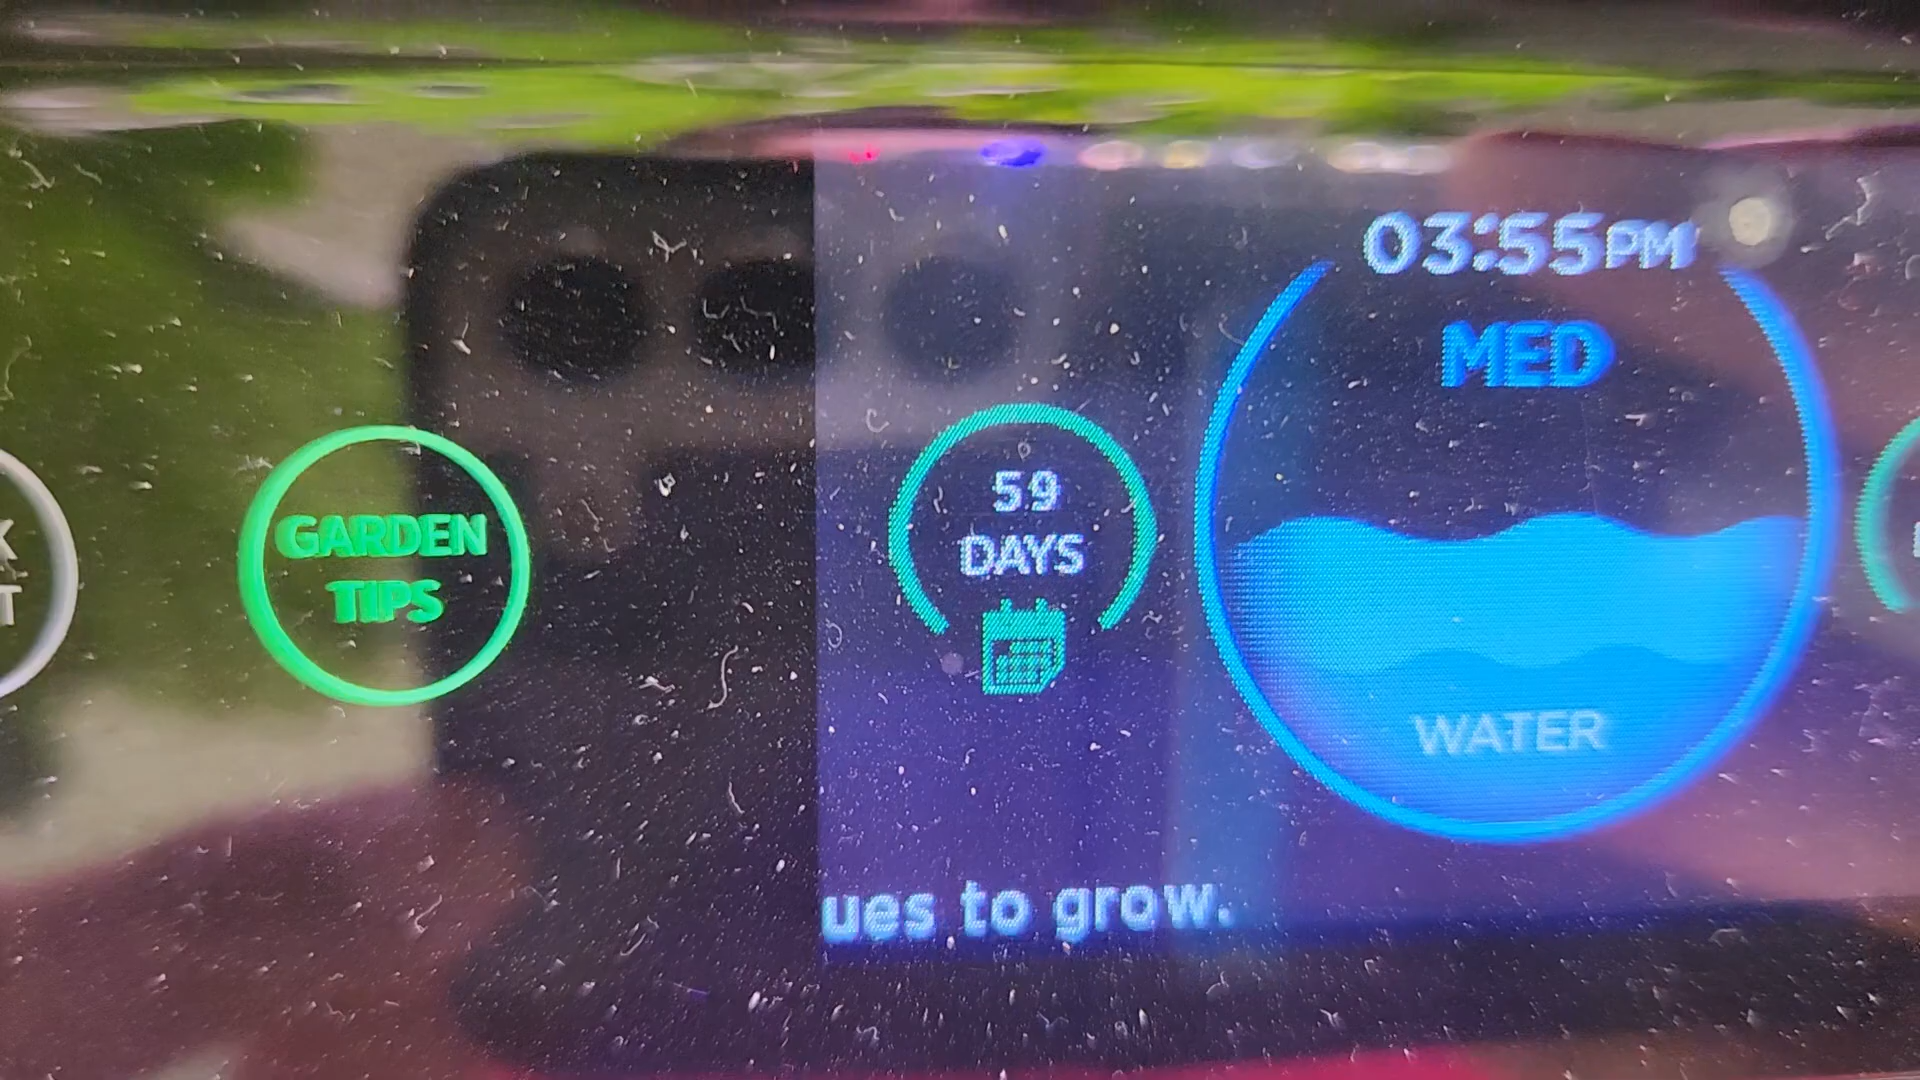 GARDEN
TIPS
59
DAYS
03:55PM
MED
WATER
ues to grow.